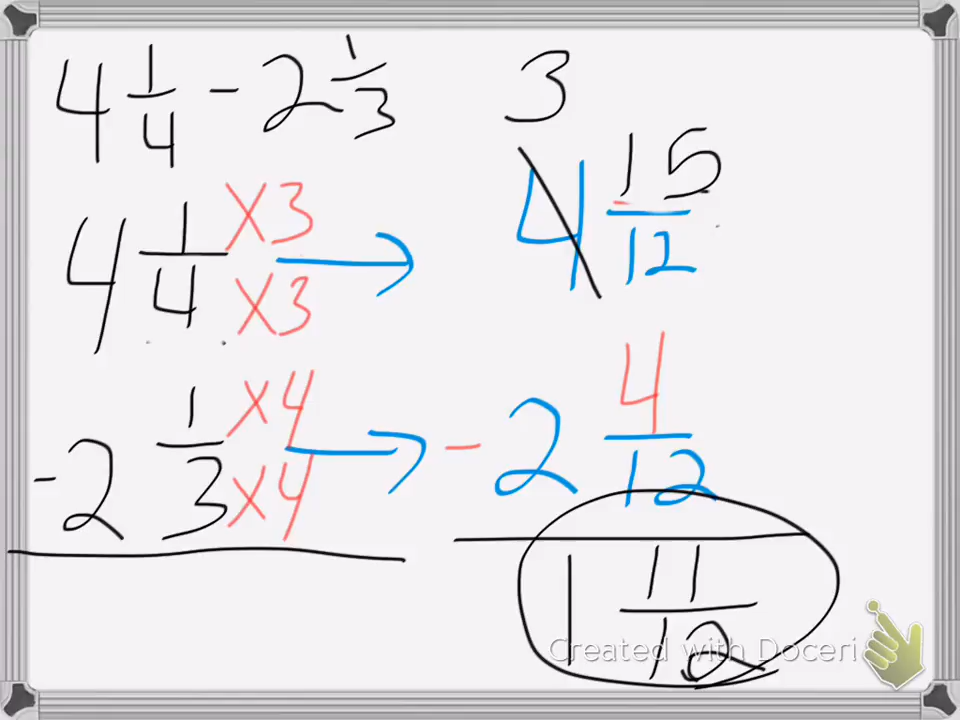 4 1/4 - 2 1/3
4 1/4 x3 x3 → 3 4 15/12
-2 1/3 x4 x4 → -2 4/12
1 11/12
Created with Doceri